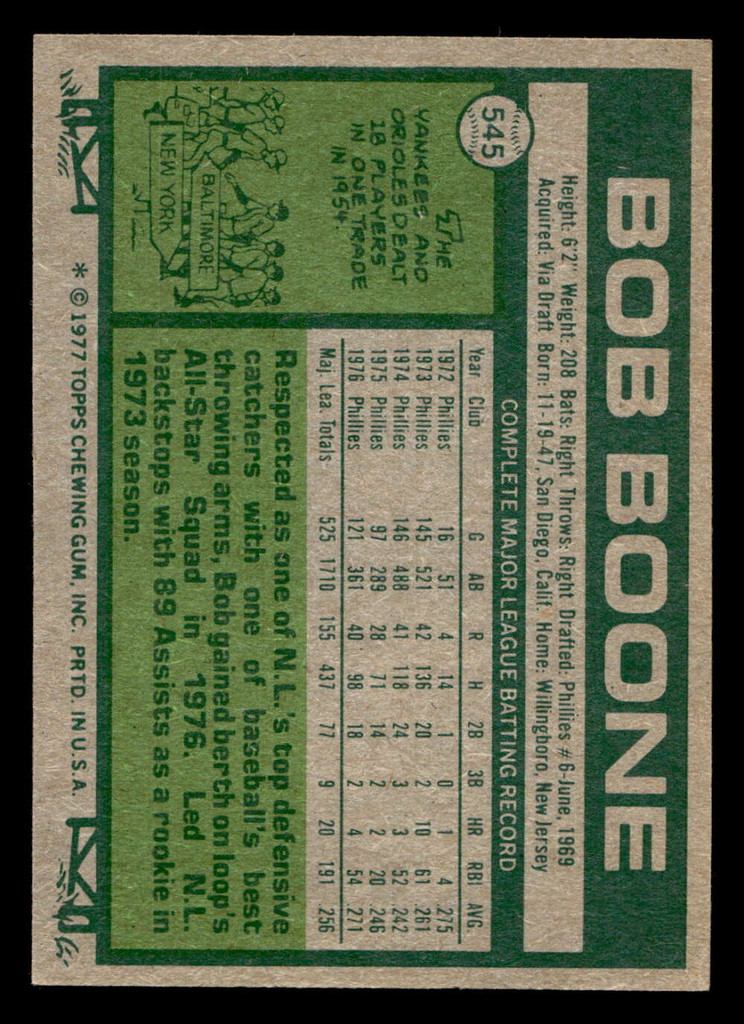 BOB BOONE
Height: 6'2" Weight: 208 Bats: Right Throws: Right Drafted: Phillies #6-June, 1969
Acquired: Via Draft Born: 11-19-47, San Diego, Calif. Home: Willingboro, New Jersey
545
THE
YANKEES AND
ORIOLES DEALT
18 PLAYERS
IN ONE TRADE
IN 1954.
BALTIMORE
NEW YORK
COMPLETE MAJOR LEAGUE BATTING RECORD
Year Club G AB R H 2B 3B HR RBI AVG.
1972 Phillies 16 51 4 14 1 0 1 4 .275
1973 Phillies 145 521 42 136 20 2 10 61 .261
1974 Phillies 146 488 41 118 24 3 3 52 .242
1975 Phillies 97 289 28 71 14 2 2 20 .246
1976 Phillies 121 361 40 98 18 2 4 54 .271
Maj. Lea. Totals 525 1710 155 437 77 9 20 191 .256
Respected as one of N.L.'s top defensive
catchers with one of baseball's best
throwing arms, Bob gained berth on loop's
All-Star Squad in 1976. Led N.L.
backstops with 89 Assists as a rookie in
1973 season.
* © 1977 TOPPS CHEWING GUM, INC. PRTD. IN U.S.A.